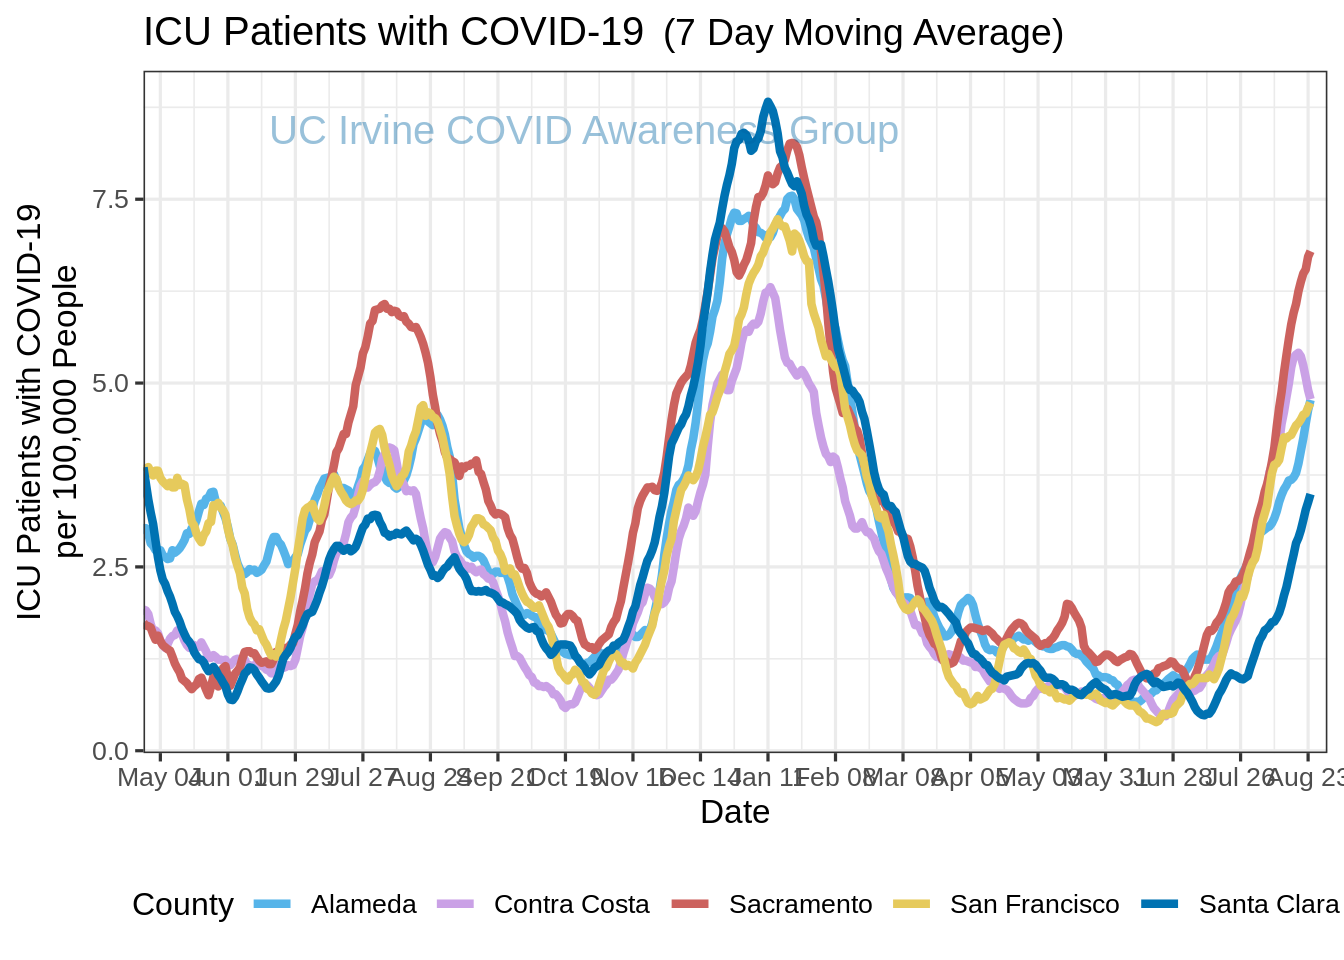 ICU Patients with COVID-19 (7 Day Moving Average)
UC Irvine COVID Awareness Group
ICU Patients with COVID-19
per 100,000 People
7.5
5.0
2.5
0.0
May 04 Jun 01 Jun 29 Jul 27 Aug 24 Sep 21 Oct 19 Nov 16 Dec 14 Jan 11 Feb 08 Mar 08 Apr 05 May 03 May 31 Jun 28 Jul 26 Aug 23
Date
County Alameda Contra Costa Sacramento San Francisco Santa Clara